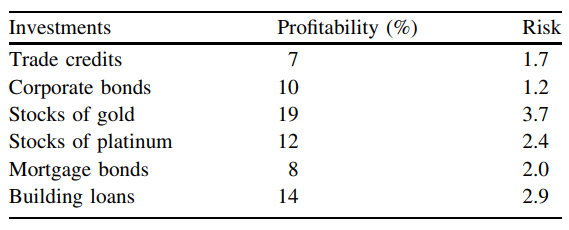 Investments Profitability (%) Risk
Trade credits 7 1.7
Corporate bonds 10 1.2
Stocks of gold 19 3.7
Stocks of platinum 12 2.4
Mortgage bonds 8 2.0
Building loans 14 2.9